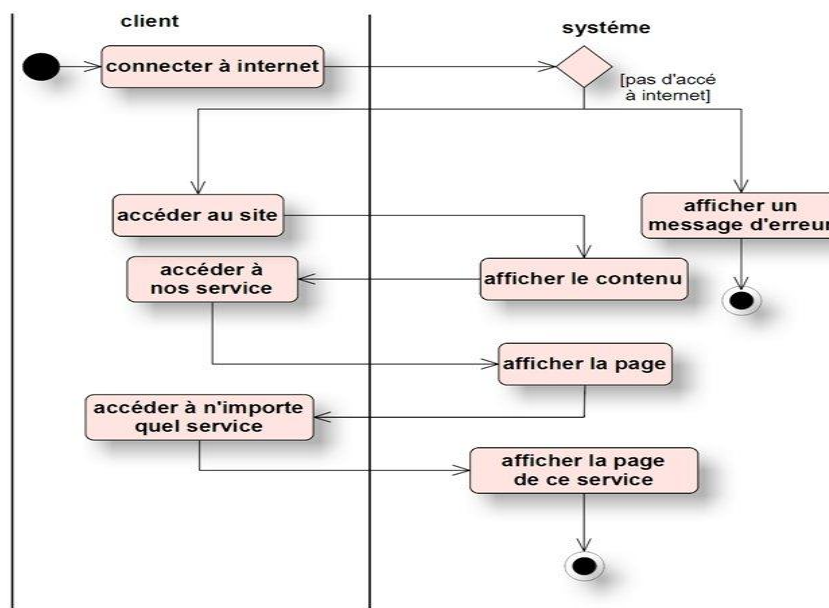 client
systéme
connecter à internet
[pas d'accé
à internet]
accéder au site
afficher un
message d'erreur
accéder à
nos service
afficher le contenu
afficher la page
accéder à n'importe
quel service
afficher la page
de ce service